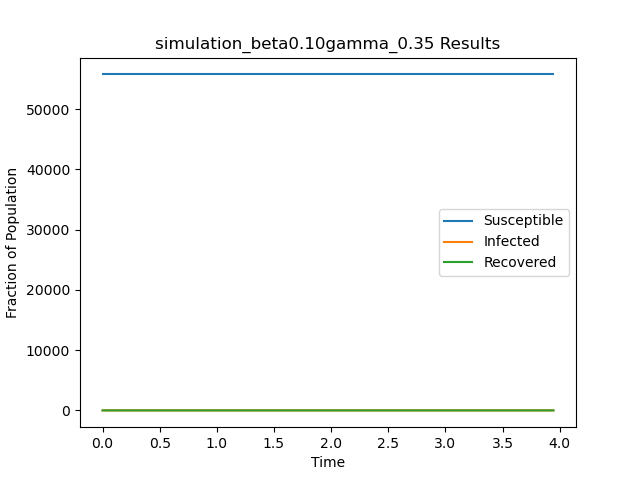 simulation_beta0.10gamma_0.35 Results
Fraction of Population
50000
40000
30000
20000
10000
0
Susceptible
Infected
Recovered
0.0 0.5 1.0 1.5 2.0 2.5 3.0 3.5 4.0
Time